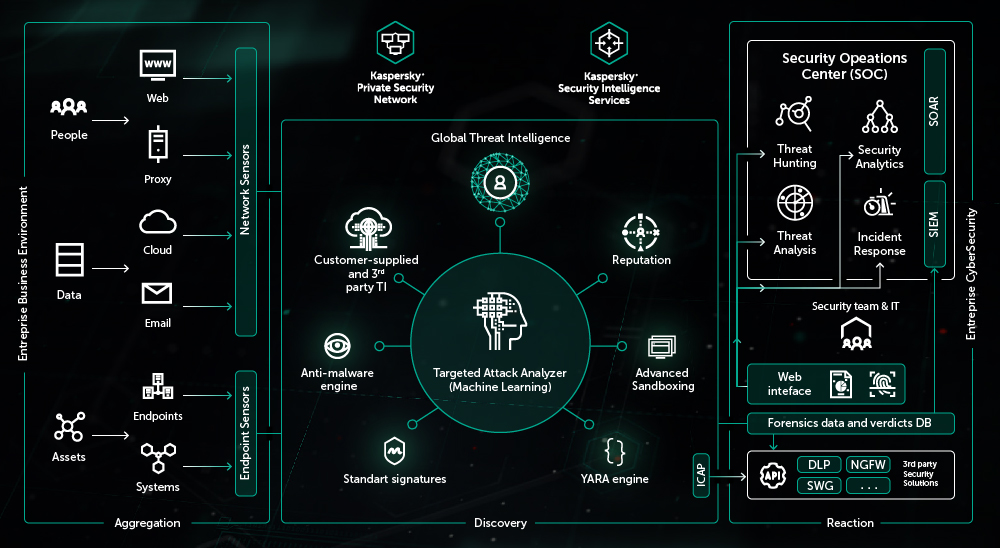 Entreprise Business Environment
People
Data
Assets
www
Web
Proxy
Cloud
Email
Endpoints
Systems
Network Sensors
Endpoint Sensors
Aggregation
Kaspersky*
Private Security
Network
Kaspersky*
Security Intelligence
Services
Global Threat Intelligence
Customer-supplied
and 3rd
party TI
Reputation
Anti-malware
engine
Targeted Attack Analyzer
(Machine Learning)
Advanced
Sandboxing
Standart signatures
{ }
YARA engine
ICAP
Discovery
Security Opeations
Center (SOC)
SOAR
Threat
Hunting
Security
Analytics
SIEM
Threat
Analysis
Incident
Response
Security team & IT
Web
inteface
Forensics data and verdicts DB
API
DLP
NGFW
SWG
...
3rd party
Security
Solutions
Reaction
Entreprise CyberSecurity